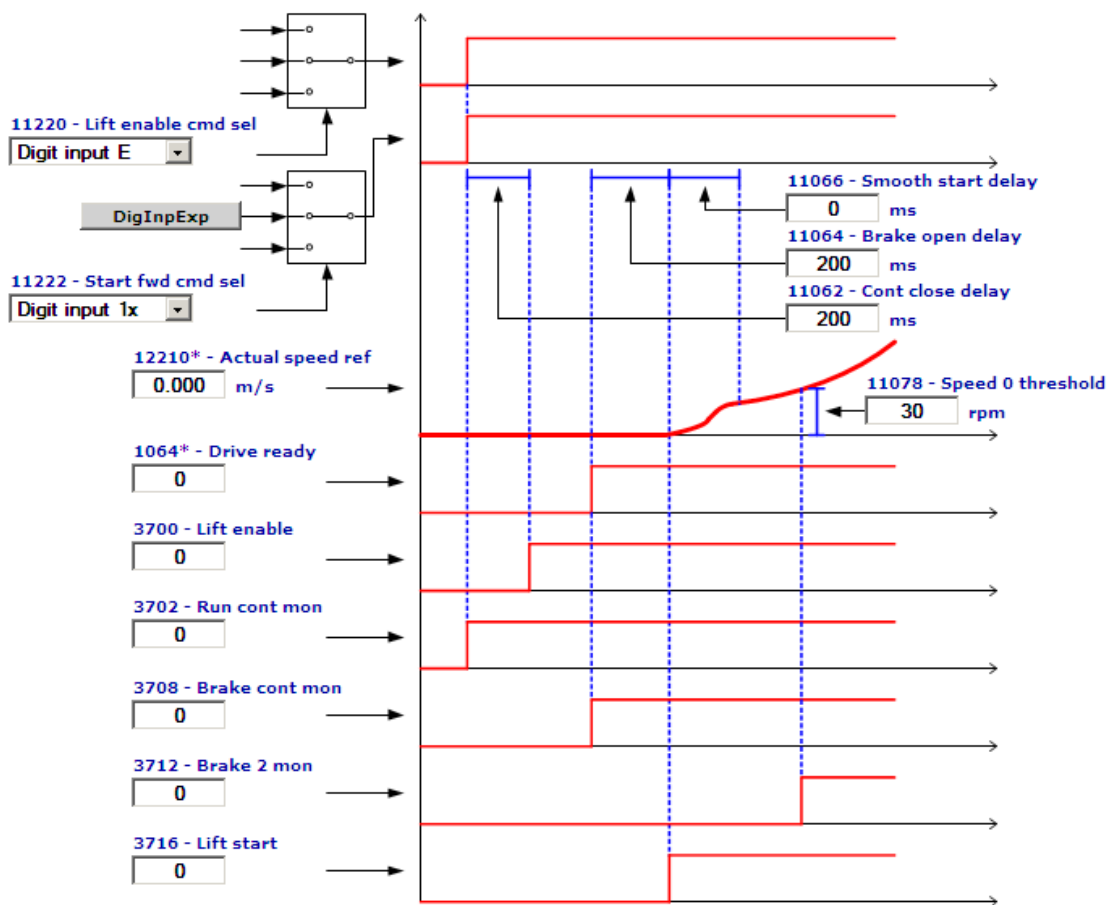 11220 - Lift enable cmd sel
Digit input E
DigInpExp
11222 - Start fwd cmd sel
Digit input 1x
11066 - Smooth start delay
0 ms
11064 - Brake open delay
200 ms
11062 - Cont close delay
200 ms
12210* - Actual speed ref
0.000 m/s
11078 - Speed 0 threshold
30 rpm
1064* - Drive ready
0
3700 - Lift enable
0
3702 - Run cont mon
0
3708 - Brake cont mon
0
3712 - Brake 2 mon
0
3716 - Lift start
0